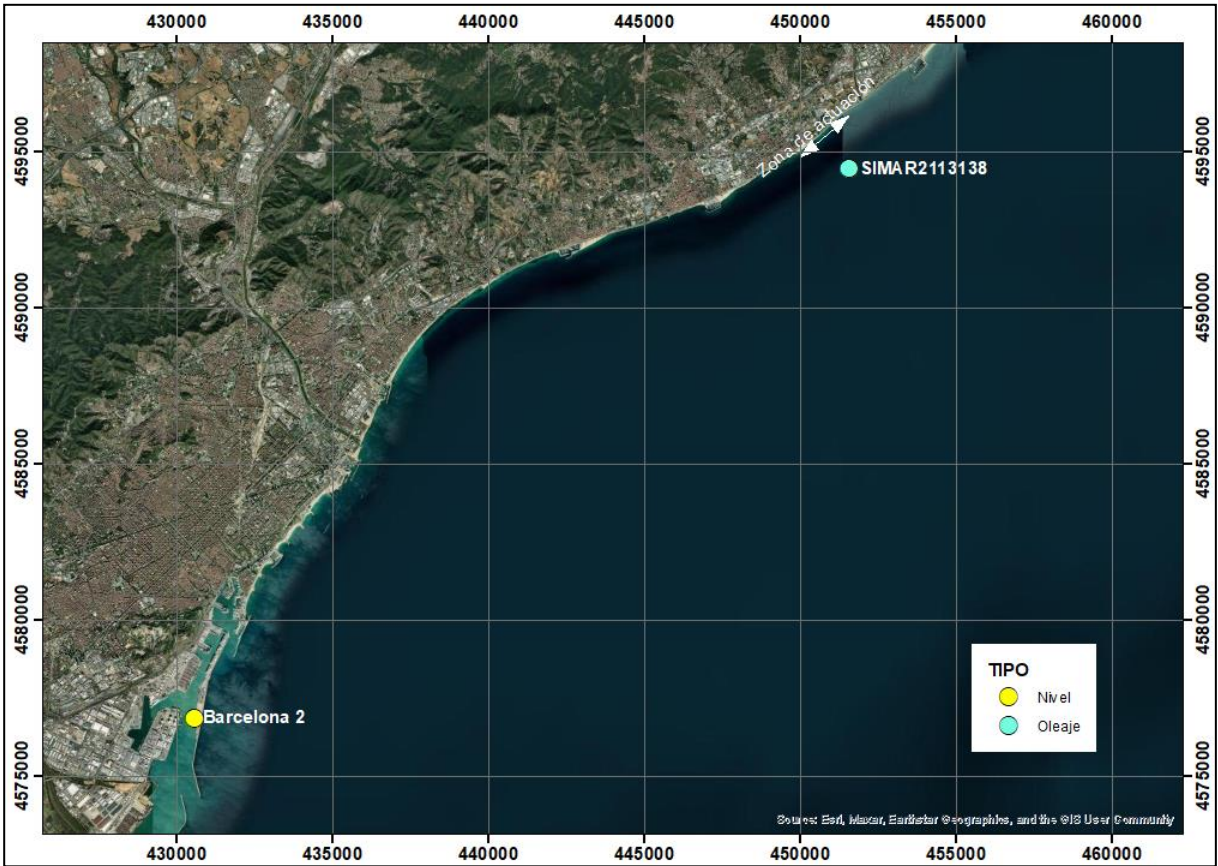 430000 435000 440000 445000 450000 455000 460000
4595000 4595000
Zona de actuación
SIMAR2113138
4590000 4590000
4585000 4585000
4580000 4580000
TIPO
Nivel
Oleaje
Barcelona 2
4575000 4575000
Source: Esri, Maxar, Earthstar Geographics, and the GIS User Community
430000 435000 440000 445000 450000 455000 460000